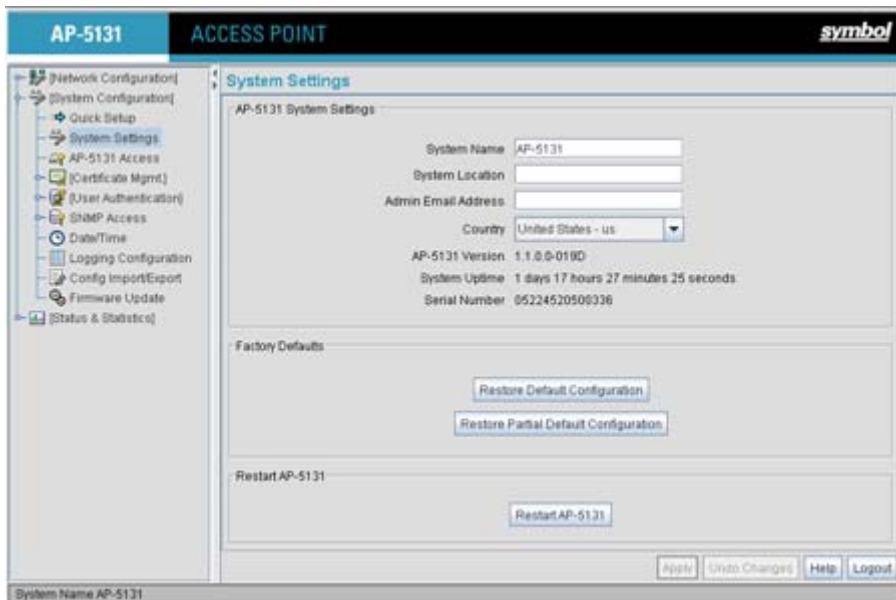 AP-5131 ACCESS POINT symbol
[Network Configuration]
[System Configuration]
Quick Setup
System Settings
AP-5131 Access
[Certificate Mgmt.]
[User Authentication]
SNMP Access
Date/Time
Logging Configuration
Config Import/Export
Firmware Update
[Status & Statistics]
System Settings
AP-5131 System Settings
System Name AP-5131
System Location
Admin Email Address
Country United States - us
AP-5131 Version 1.1.0.0-019D
System Uptime 1 days 17 hours 27 minutes 25 seconds
Serial Number 05224520500336
Factory Defaults
Restore Default Configuration
Restore Partial Default Configuration
Restart AP-5131
Restart AP-5131
Apply Undo Changes Help Logout
System Name AP-5131